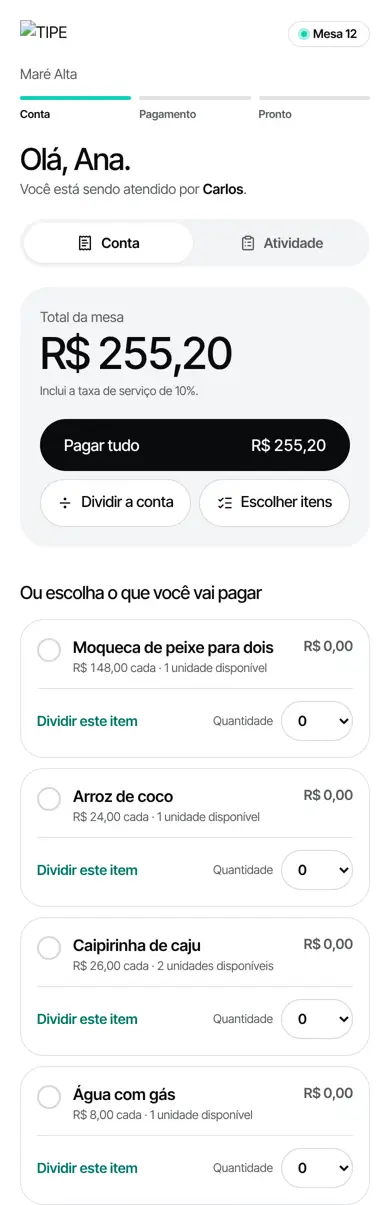 TIPE
Mesa 12
Maré Alta
Conta
Pagamento
Pronto
Olá, Ana.
Você está sendo atendido por Carlos.
Conta
Atividade
Total da mesa
R$ 255,20
Inclui a taxa de serviço de 10%.
Pagar tudo R$ 255,20
Dividir a conta
Escolher itens
Ou escolha o que você vai pagar
Moqueca de peixe para dois R$ 0,00
R$ 148,00 cada · 1 unidade disponível
Dividir este item Quantidade 0
Arroz de coco R$ 0,00
R$ 24,00 cada · 1 unidade disponível
Dividir este item Quantidade 0
Caipirinha de caju R$ 0,00
R$ 26,00 cada · 2 unidades disponíveis
Dividir este item Quantidade 0
Água com gás R$ 0,00
R$ 8,00 cada · 1 unidade disponível
Dividir este item Quantidade 0